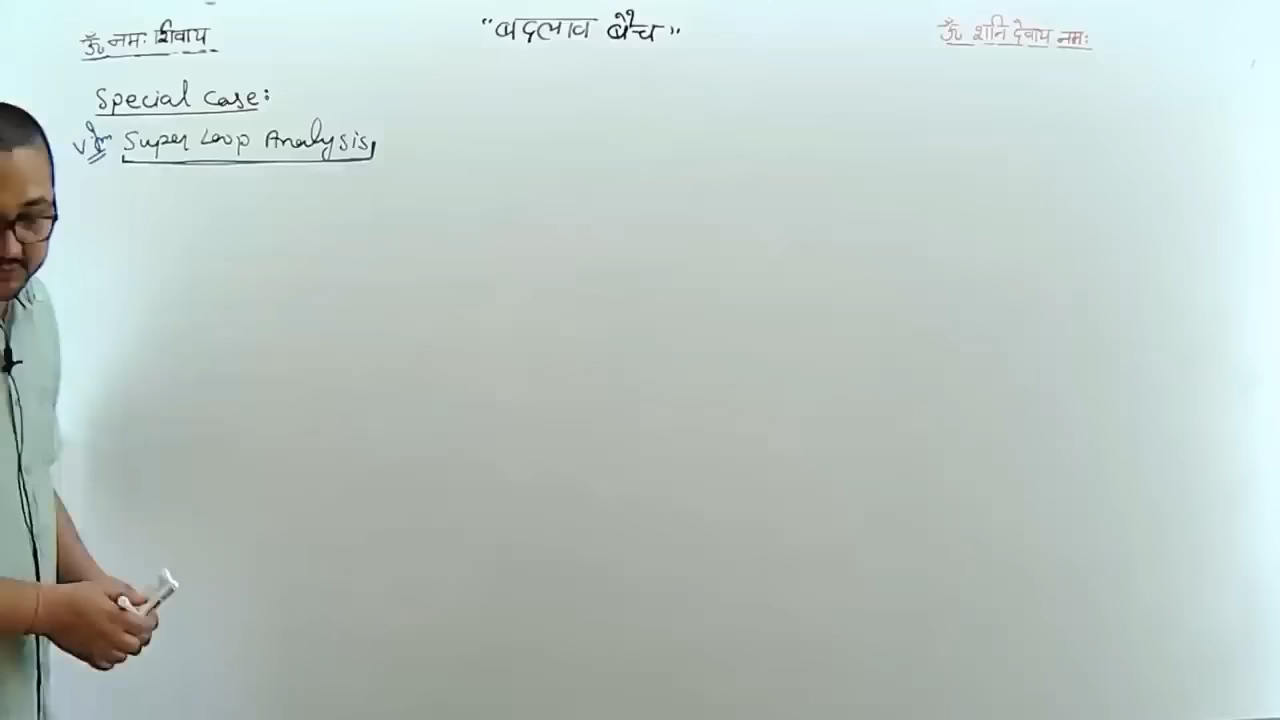 ॐ नमः शिवाय
"बदलाव बैच"
ॐ शनि देवाय नमः
Special Case:
Super Loop Analysis